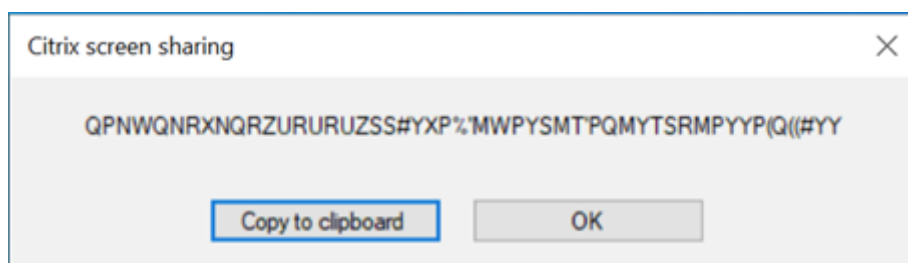 Citrix screen sharing
QPNWQNRXNQRZURURUZSS#YXP%'MWPYSMT'PQMYTSRMPYYP(Q((#YY
Copy to clipboard
OK